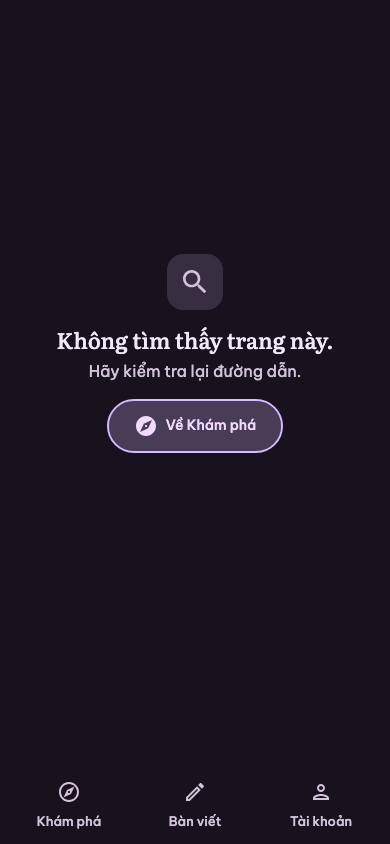 Không tìm thấy trang này.
Hãy kiểm tra lại đường dẫn.
Về Khám phá
Khám phá
Bàn viết
Tài khoản